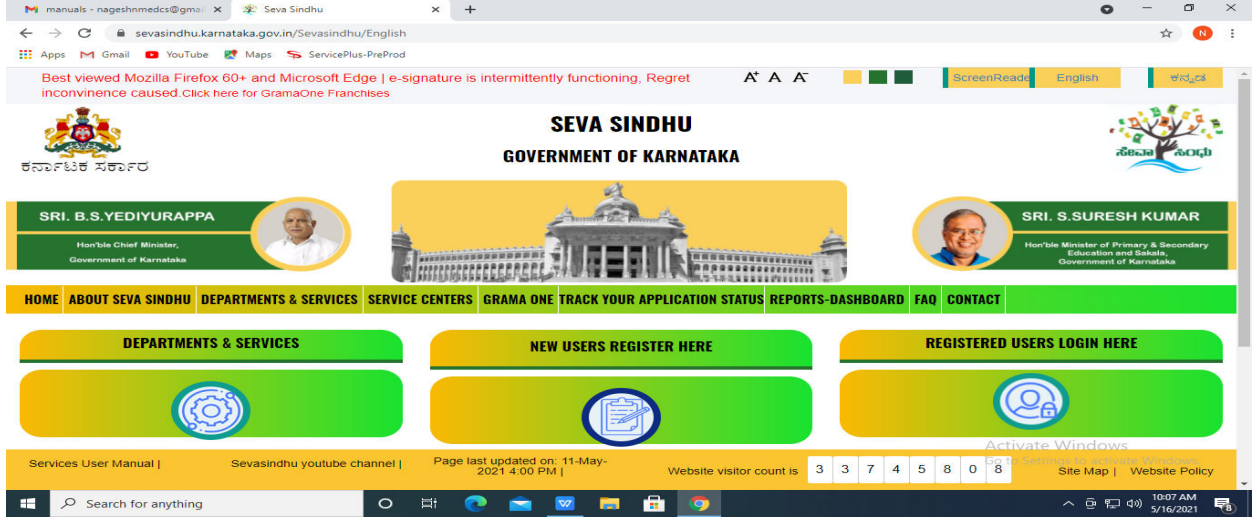 manuals - nageshnmedcs@gmai
Seva Sindhu
sevasindhu.karnataka.gov.in/Sevasindhu/English
N
Apps Gmail YouTube Maps ServicePlus-PreProd
Best viewed Mozilla Firefox 60+ and Microsoft Edge | e-signature is intermittently functioning, Regret
inconvinence caused.Click here for GramaOne Franchises
A+ A A-
ScreenReade
English
ಕನ್ನಡ
SEVA SINDHU
GOVERNMENT OF KARNATAKA
ಕರ್ನಾಟಕ ಸರ್ಕಾರ
ಸೇವಾ ಸಿಂಧು
SRI. B.S.YEDIYURAPPA
Hon'ble Chief Minister,
Government of Karnataka
SRI. S.SURESH KUMAR
Hon'ble Minister of Primary & Secondary
Education and Sakala,
Government of Karnataka
HOME ABOUT SEVA SINDHU DEPARTMENTS & SERVICES SERVICE CENTERS GRAMA ONE TRACK YOUR APPLICATION STATUS REPORTS-DASHBOARD FAQ CONTACT
DEPARTMENTS & SERVICES
NEW USERS REGISTER HERE
REGISTERED USERS LOGIN HERE
Activate Windows
Go to Settings to activate Windows.
Services User Manual |
Sevasindhu youtube channel |
Page last updated on: 11-May-
2021 4:00 PM |
Website visitor count is 3 3 7 4 5 8 0 8
Site Map | Website Policy
Search for anything
10:07 AM
5/16/2021
8